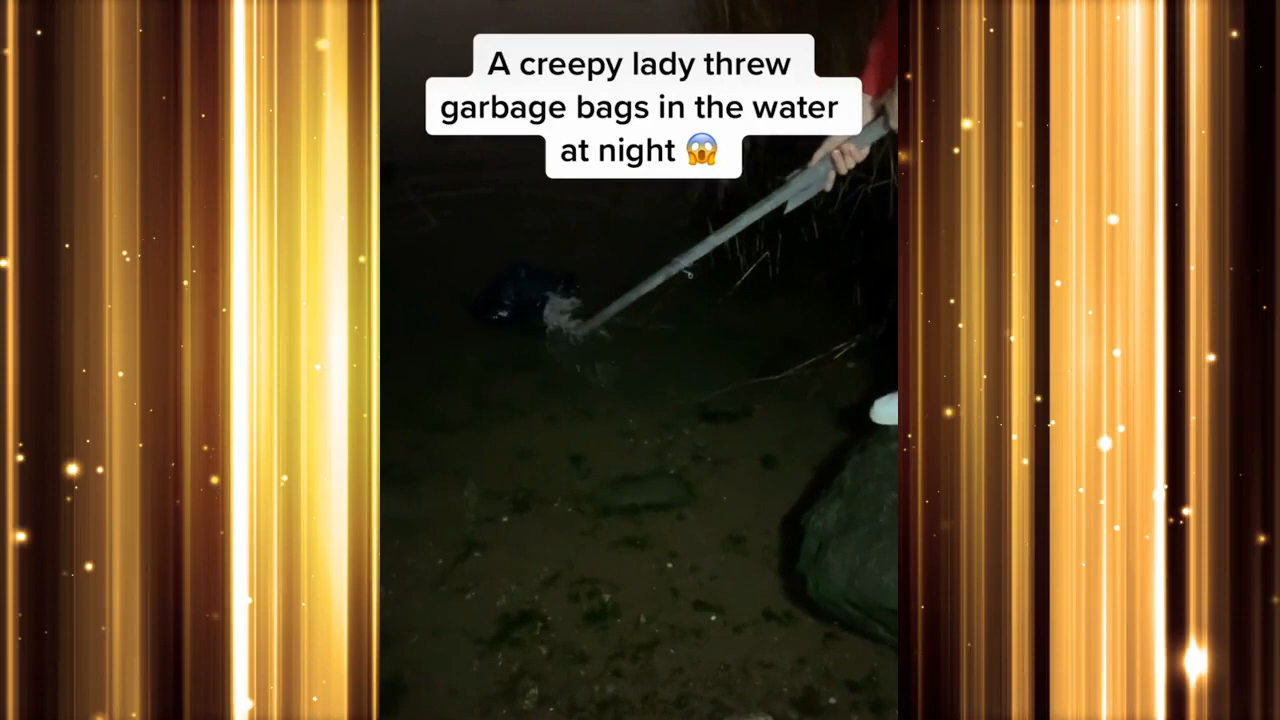 A creepy lady threw
garbage bags in the water
at night 😱